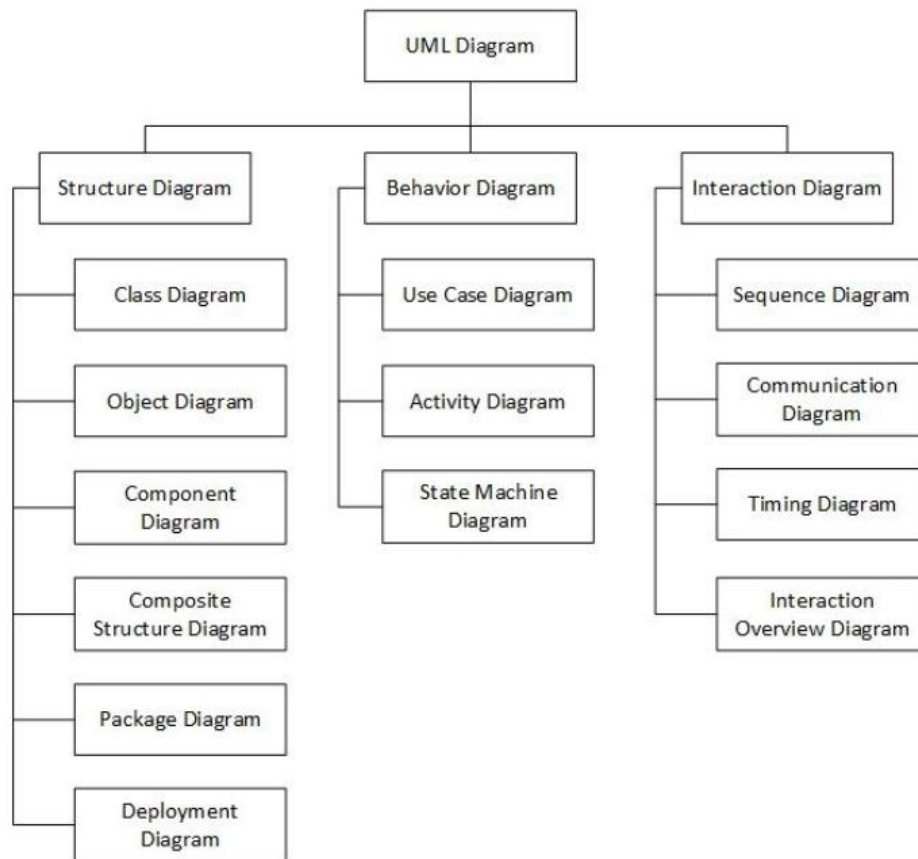 UML Diagram
Structure Diagram
Behavior Diagram
Interaction Diagram
Class Diagram
Use Case Diagram
Sequence Diagram
Object Diagram
Activity Diagram
Communication
Diagram
Component
Diagram
State Machine
Diagram
Timing Diagram
Composite
Structure Diagram
Interaction
Overview Diagram
Package Diagram
Deployment
Diagram